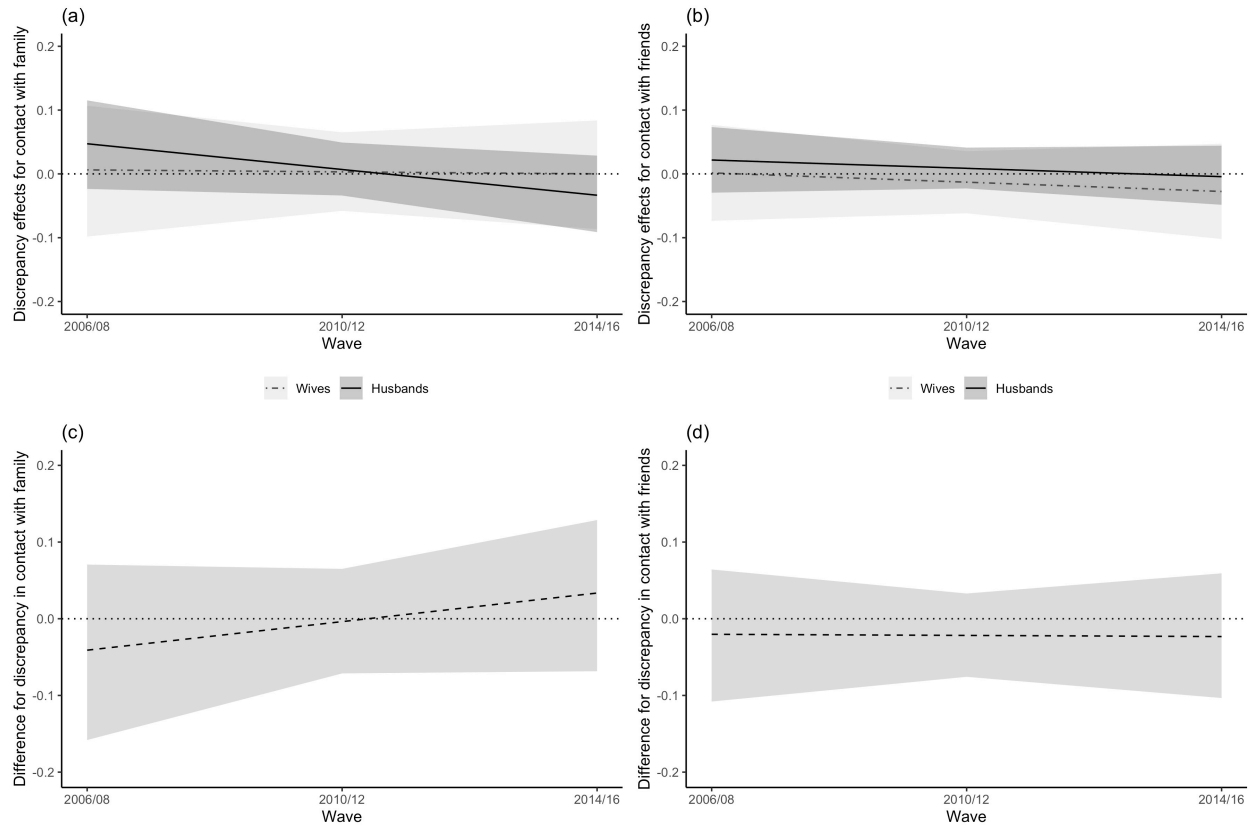 (a)
Discrepancy effects for contact with family
0.2
0.1
0.0
-0.1
-0.2
2006/08
2010/12
2014/16
Wave
Wives
Husbands
(b)
Discrepancy effects for contact with friends
0.2
0.1
0.0
-0.1
-0.2
2006/08
2010/12
2014/16
Wave
Wives
Husbands
(c)
Difference for discrepancy in contact with family
0.2
0.1
0.0
-0.1
-0.2
2006/08
2010/12
2014/16
Wave
(d)
Difference for discrepancy in contact with friends
0.2
0.1
0.0
-0.1
-0.2
2006/08
2010/12
2014/16
Wave